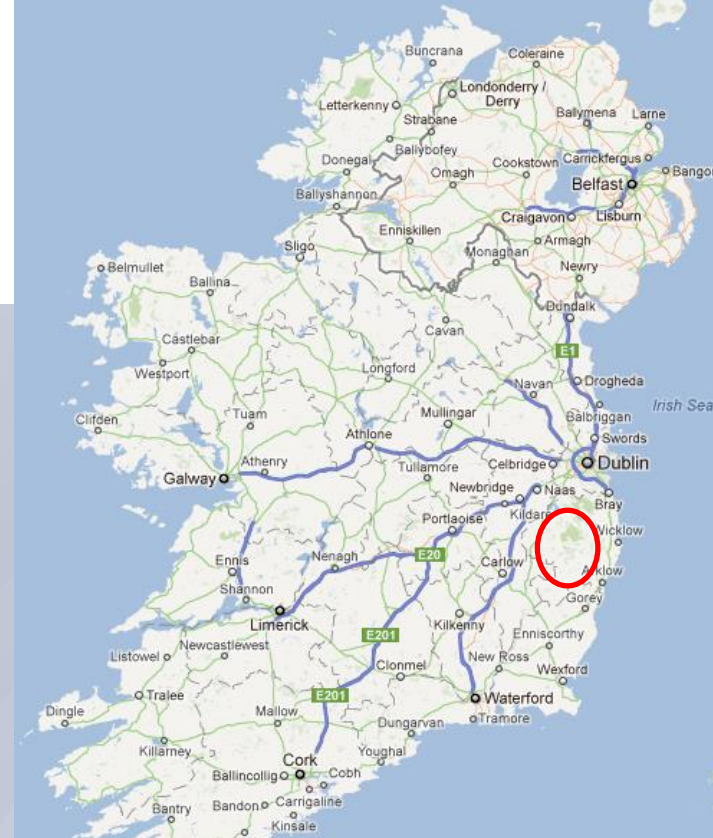 Buncrana
Coleraine
Londonderry /
Derry
Letterkenny
Strabane
Ballymena
Larne
Ballybofey
Donegal
Omagh
Cookstown
Carrickfergus
Bangor
Belfast
Ballyshannon
Craigavon
Lisburn
Enniskillen
Armagh
Sligo
Monaghan
Newry
Belmullet
Ballina
Dundalk
Cavan
Castlebar
E1
Westport
Longford
Navan
Drogheda
Irish Sea
Clifden
Tuam
Mullingar
Balbriggan
Athlone
Swords
Athenry
Celbridge
Dublin
Galway
Tullamore
Newbridge
Naas
Bray
Kildare
Portlaoise
Wicklow
Ennis
Nenagh
E20
Carlow
Arklow
Shannon
Gorey
Limerick
Kilkenny
E201
Enniscorthy
Newcastlewest
Listowel
Clonmel
New Ross
Wexford
Tralee
E201
Waterford
Dingle
Mallow
Dungarvan
Tramore
Killarney
Youghal
Cork
Ballincollig
Cobh
Bantry
Bandon
Carrigaline
Kinsale